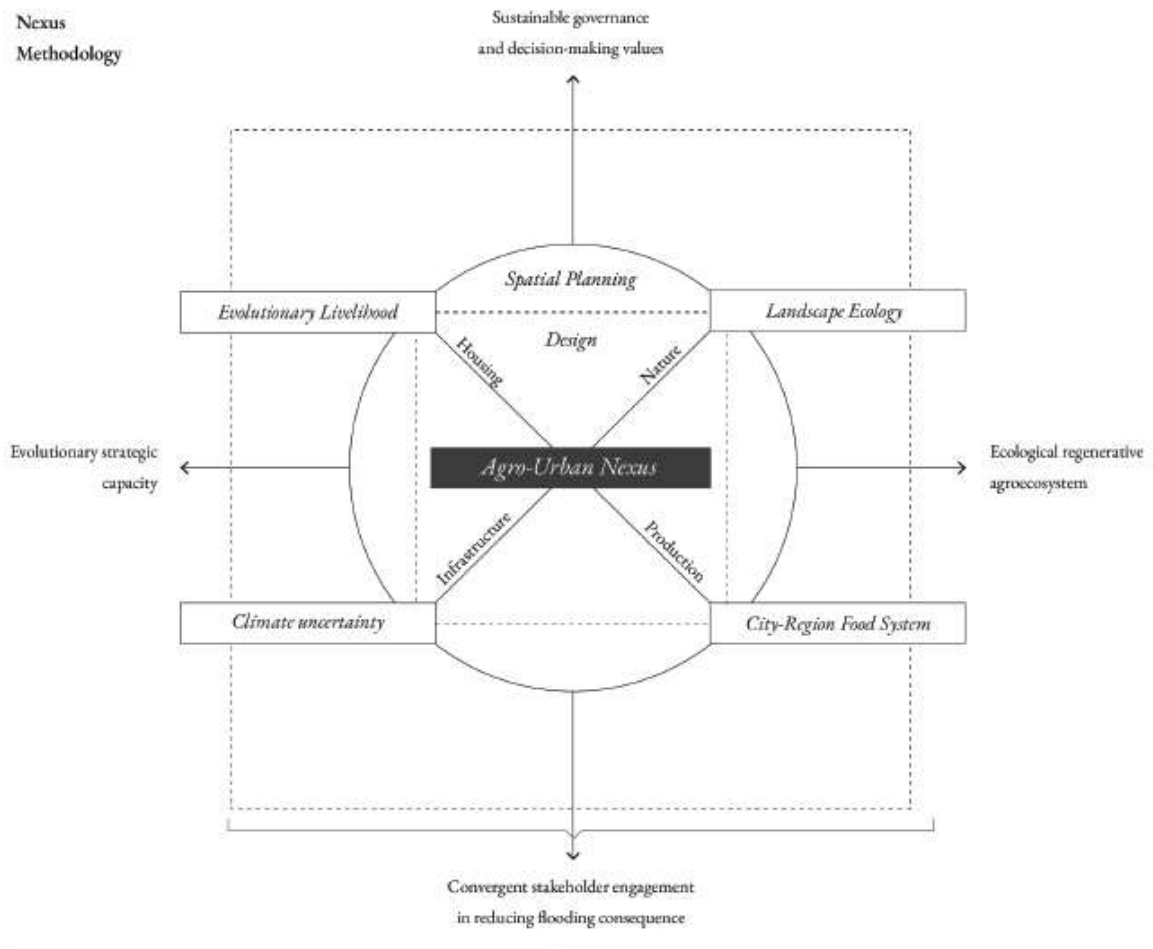 Nexus
Methodology
Sustainable governance
and decision-making values
Spatial Planning
Evolutionary Livelihood
Landscape Ecology
Design
Housing
Nature
Evolutionary strategic
capacity
Agro-Urban Nexus
Ecological regenerative
agroecosystem
Infrastructure
Production
Climate uncertainty
City-Region Food System
Convergent stakeholder engagement
in reducing flooding consequence